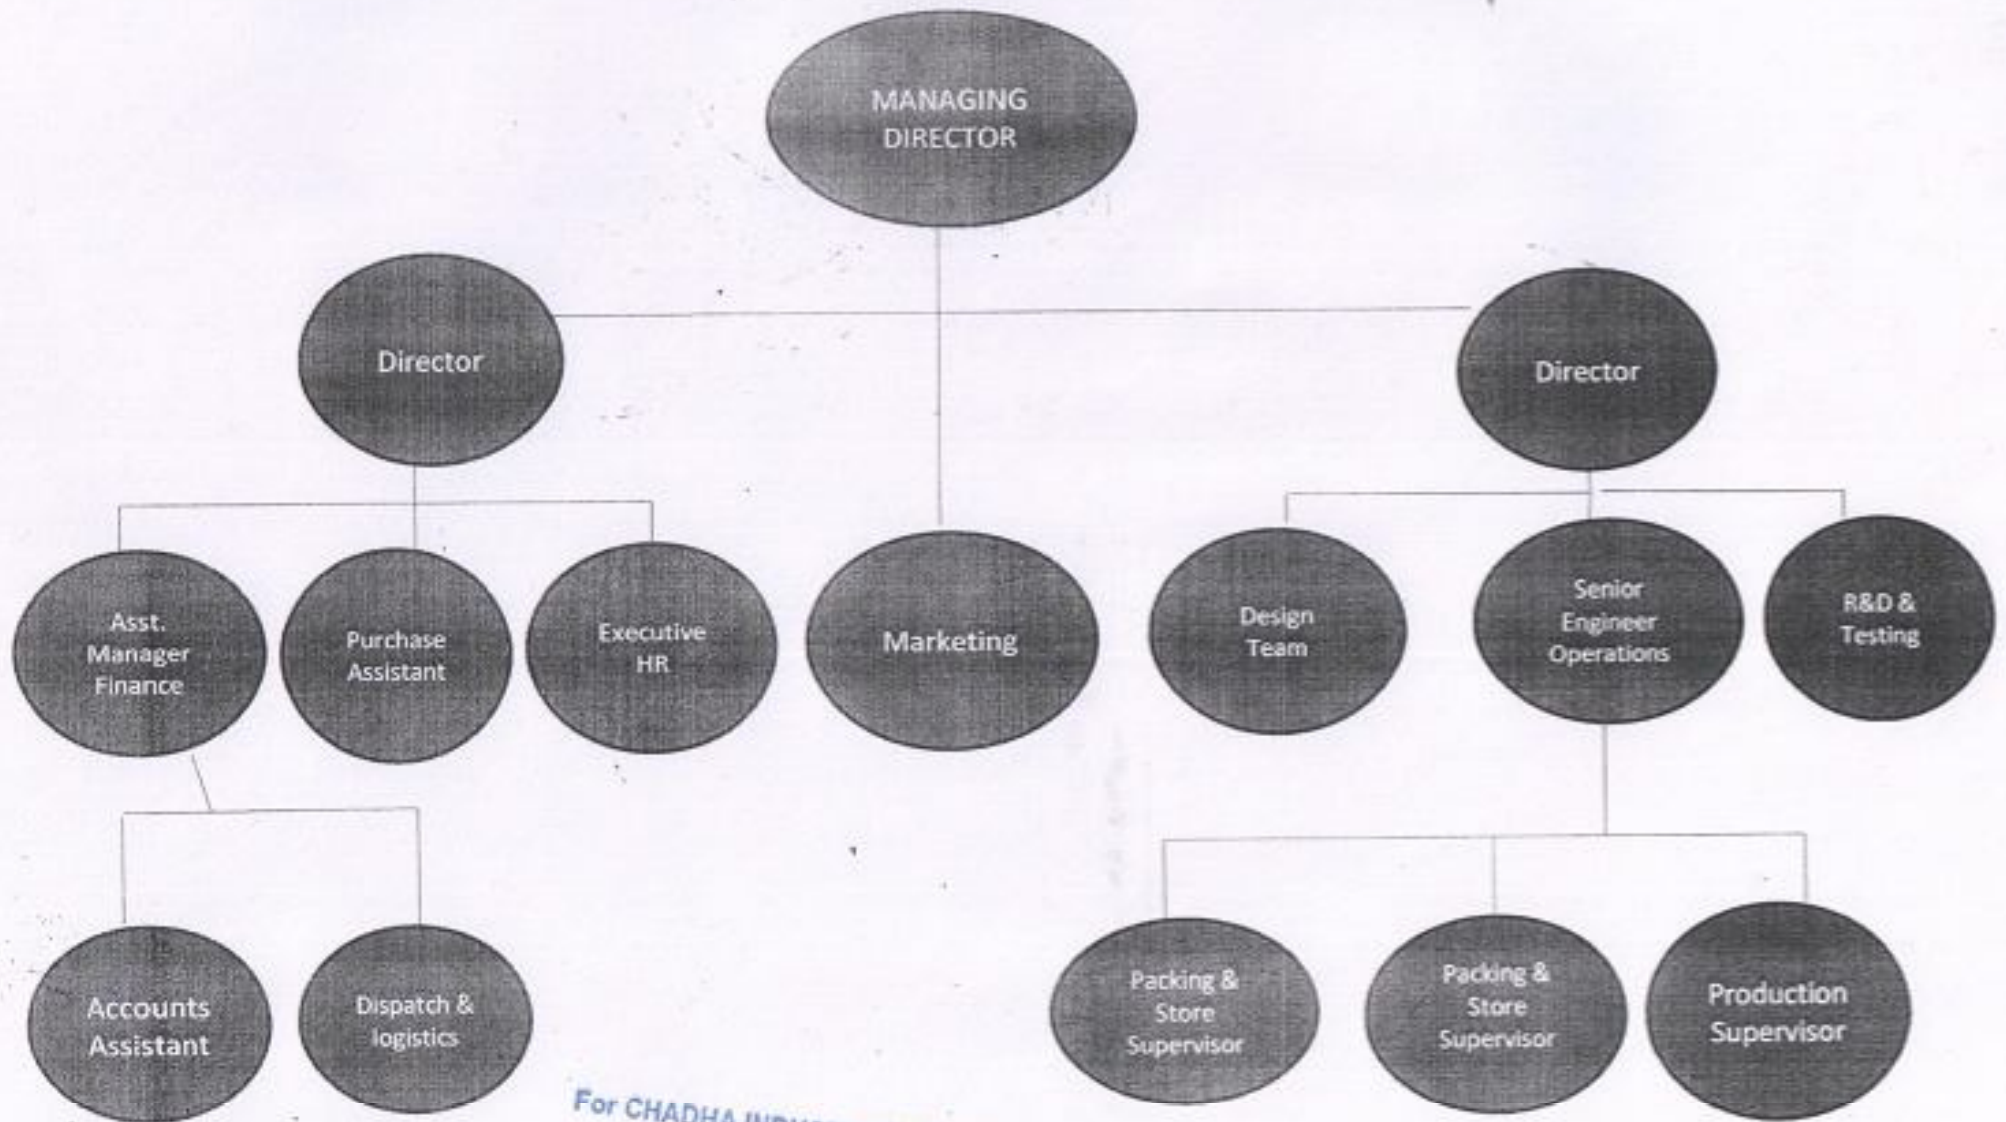 MANAGING
DIRECTOR
Director
Director
Asst.
Manager
Finance
Purchase
Assistant
Executive
HR
Marketing
Design
Team
Senior
Engineer
Operations
R&D &
Testing
Accounts
Assistant
Dispatch &
logistics
Packing &
Store
Supervisor
Packing &
Store
Supervisor
Production
Supervisor
For CHADHA